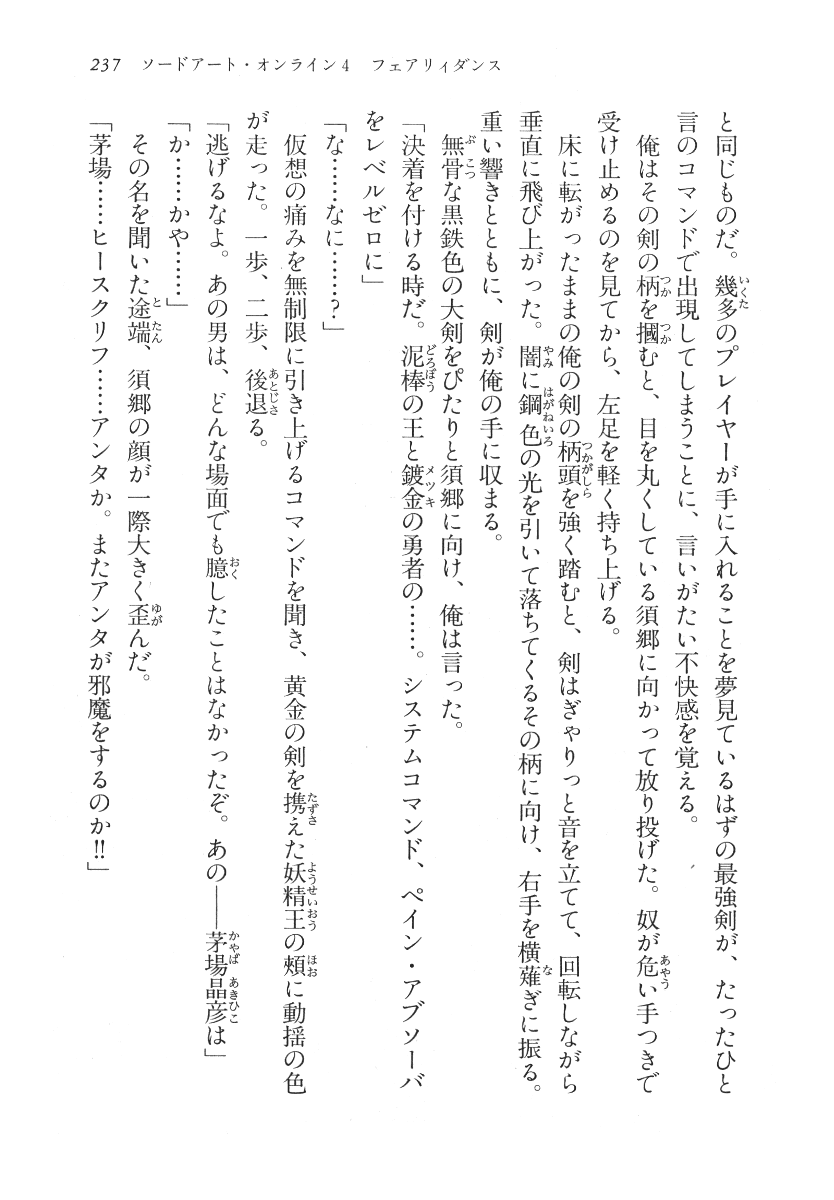 237　ソードアート・オンライン4　フェアリィダンス
と同じものだ。幾多のプレイヤーが手に入れることを夢見ているはずの最強剣が、たったひと
言のコマンドで出現してしまうことに、言いがたい不快感を覚える。
　俺はその剣の柄を摑むと、目を丸くしている須郷に向かって放り投げた。奴が危い手つきで
受け止めるのを見てから、左足を軽く持ち上げる。
　床に転がったままの俺の剣の柄頭を強く踏むと、剣はぎゃりっと音を立てて、回転しながら
垂直に飛び上がった。闇に鋼色の光を引いて落ちてくるその柄に向け、右手を横薙ぎに振る。
重い響きとともに、剣が俺の手に収まる。
　無骨な黒鉄色の大剣をぴたりと須郷に向け、俺は言った。
「決着を付ける時だ。泥棒の王と鍍金の勇者の……。システムコマンド、ペイン・アブソーバ
をレベルゼロに」
「な……なに……？」
　仮想の痛みを無制限に引き上げるコマンドを聞き、黄金の剣を携えた妖精王の頰に動揺の色
が走った。一歩、二歩、後退る。
「逃げるなよ。あの男は、どんな場面でも臆したことはなかったぞ。あの——茅場晶彦は」
「か……かや……」
　その名を聞いた途端、須郷の顔が一際大きく歪んだ。
「茅場……ヒースクリフ……アンタか。またアンタが邪魔をするのか!!」